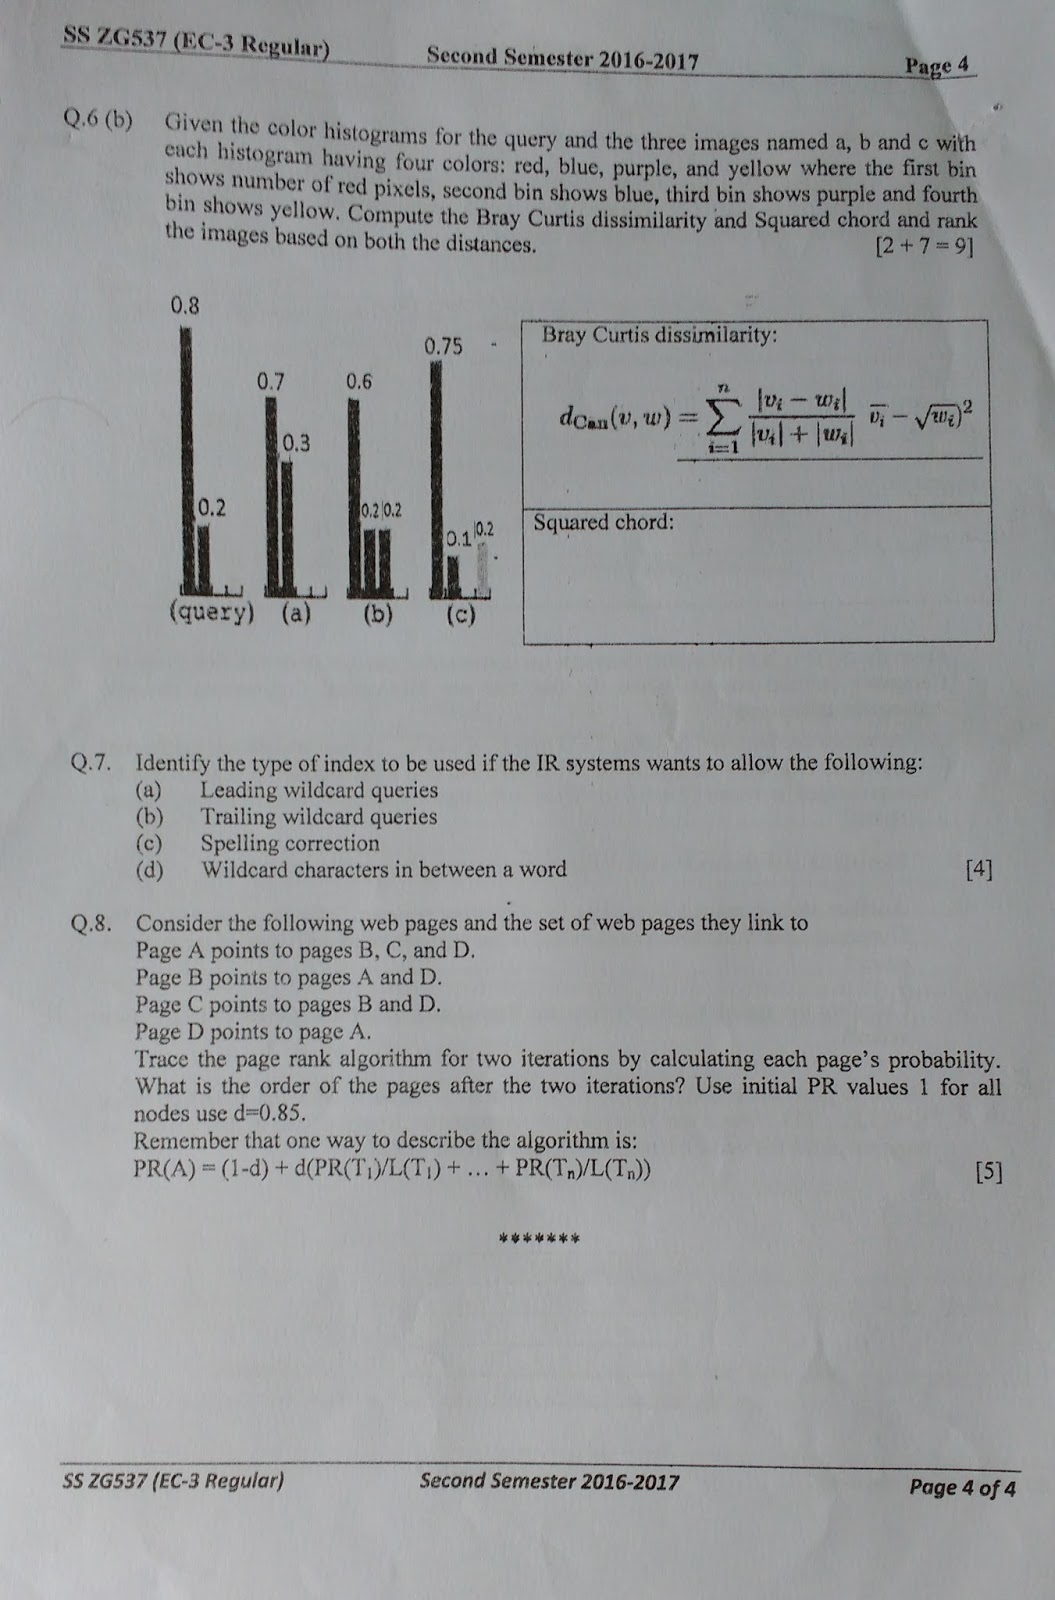 SS ZG537 (EC-3 Regular) Second Semester 2016-2017 Page 4
Q.6 (b) Given the color histograms for the query and the three images named a, b and c with
each histogram having four colors: red, blue, purple, and yellow where the first bin
shows number of red pixels, second bin shows blue, third bin shows purple and fourth
bin shows yellow. Compute the Bray Curtis dissimilarity and Squared chord and rank
the images based on both the distances. [2 + 7 = 9]
0.8
0.2
(query)
0.7
0.3
(a)
0.6
0.2 0.2
(b)
0.75
0.1 0.2
(c)
Bray Curtis dissimilarity:
d_Can(v, w) = ∑_{i=1}^{n} |v_i − w_i| / (|v_i| + |w_i|) v̅_i − √w_i)²
Squared chord:
Q.7. Identify the type of index to be used if the IR systems wants to allow the following:
(a) Leading wildcard queries
(b) Trailing wildcard queries
(c) Spelling correction
(d) Wildcard characters in between a word [4]
Q.8. Consider the following web pages and the set of web pages they link to
Page A points to pages B, C, and D.
Page B points to pages A and D.
Page C points to pages B and D.
Page D points to page A.
Trace the page rank algorithm for two iterations by calculating each page's probability.
What is the order of the pages after the two iterations? Use initial PR values 1 for all
nodes use d=0.85.
Remember that one way to describe the algorithm is:
PR(A) = (1-d) + d(PR(T₁)/L(T₁) + ... + PR(Tₙ)/L(Tₙ)) [5]
*******
SS ZG537 (EC-3 Regular) Second Semester 2016-2017 Page 4 of 4